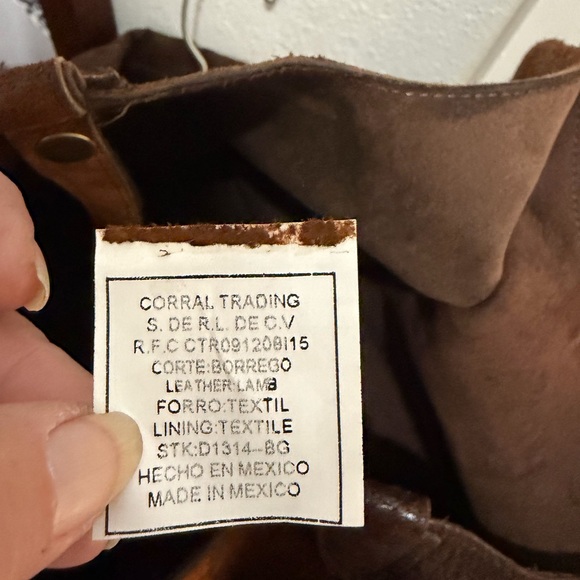 CORRAL TRADING
S. DE R.L. DE C.V
R.F.C CTR091208I15
CORTE:BORREGO
LEATHER:LAMB
FORRO:TEXTIL
LINING:TEXTILE
STK:D1314-BG
HECHO EN MEXICO
MADE IN MEXICO